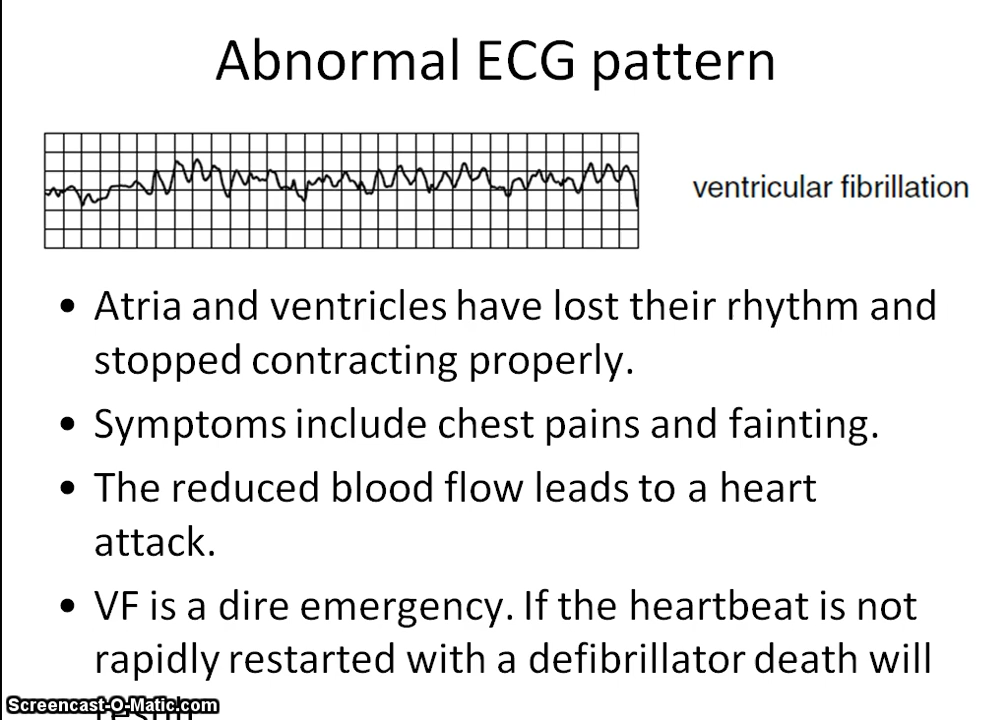 Abnormal ECG pattern
ventricular fibrillation
• Atria and ventricles have lost their rhythm and
stopped contracting properly.
• Symptoms include chest pains and fainting.
• The reduced blood flow leads to a heart
attack.
• VF is a dire emergency. If the heartbeat is not
rapidly restarted with a defibrillator death will
Screencast-O-Matic.com